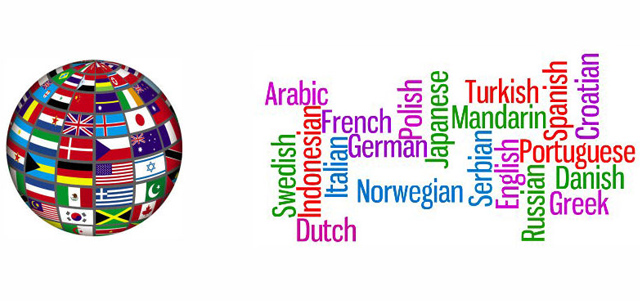 Arabic
French
Polish
Japanese
Turkish
Mandarin
Spanish
Croatian
Swedish
Indonesian
Italian
German
Norwegian
Serbian
English
Portuguese
Russian
Danish
Greek
Dutch